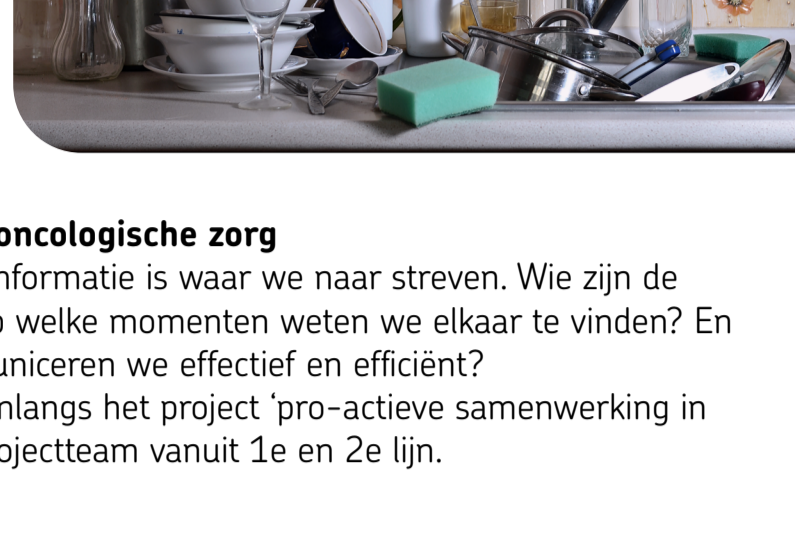 oncologische zorg
nformatie is waar we naar streven. Wie zijn de
welke momenten weten we elkaar te vinden? En
uniceren we effectief en efficiënt?
nlangs het project ‘pro-actieve samenwerking in
ojectteam vanuit 1e en 2e lijn.